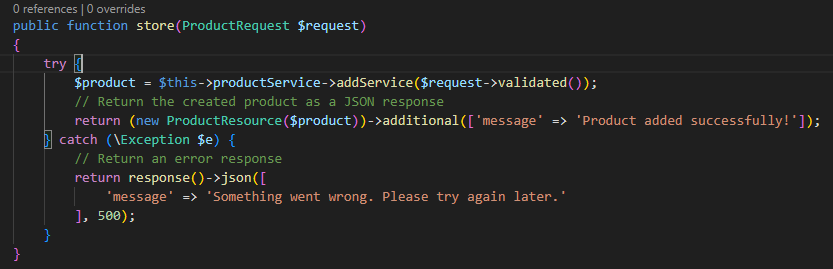 0 references | 0 overrides
public function store(ProductRequest $request)
{
    try {
        $product = $this->productService->addService($request->validated());
        // Return the created product as a JSON response
        return (new ProductResource($product))->additional(['message' => 'Product added successfully!']);
    } catch (\Exception $e) {
        // Return an error response
        return response()->json([
            'message' => 'Something went wrong. Please try again later.'
        ], 500);
    }
}